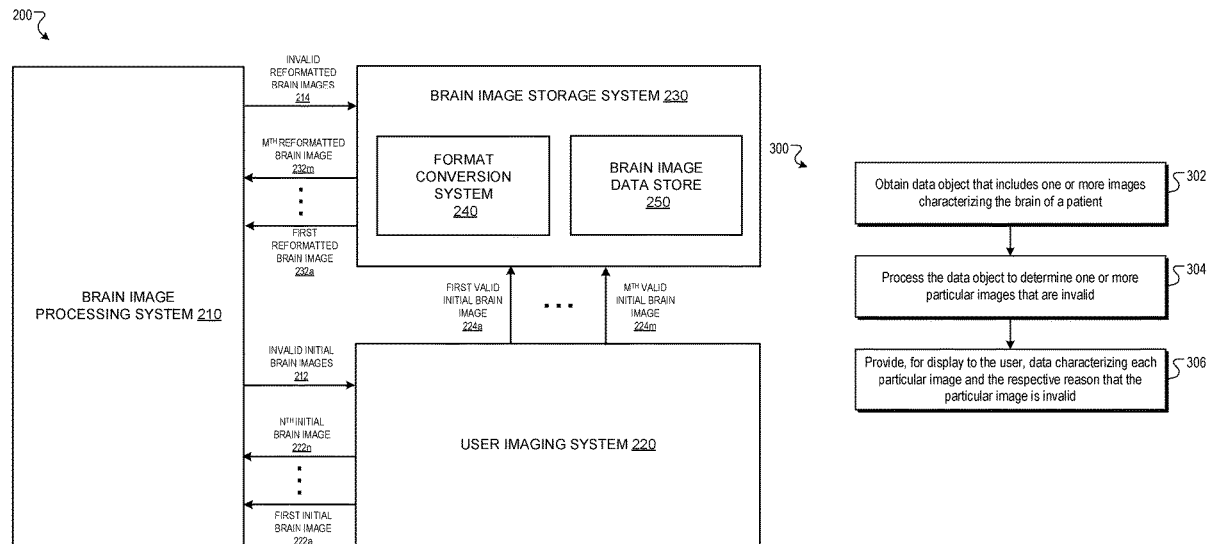 200
INVALID
REFORMATTED
BRAIN IMAGES
214
MTH REFORMATTED
BRAIN IMAGE
232m
FIRST
REFORMATTED
BRAIN IMAGE
232a
BRAIN IMAGE
PROCESSING SYSTEM 210
INVALID INITIAL
BRAIN IMAGES
212
NTH INITIAL
BRAIN IMAGE
222n
FIRST INITIAL
BRAIN IMAGE
222a
BRAIN IMAGE STORAGE SYSTEM 230
FORMAT
CONVERSION
SYSTEM
240
BRAIN IMAGE
DATA STORE
250
FIRST VALID
INITIAL BRAIN
IMAGE
224a
MTH VALID
INITIAL BRAIN
IMAGE
224m
USER IMAGING SYSTEM 220
300
Obtain data object that includes one or more images
characterizing the brain of a patient
302
Process the data object to determine one or more
particular images that are invalid
304
Provide, for display to the user, data characterizing each
particular image and the respective reason that the
particular image is invalid
306